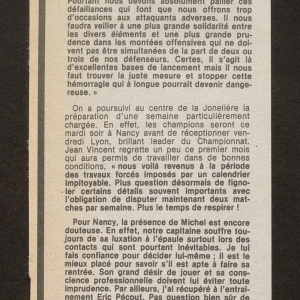 Pourtant nous devons absolument pallier ces
défaillances qui font que nous offrons trop
d'occasions aux attaquants adverses. Il nous
faudra veiller à une plus grande solidarité entre
les divers éléments et une plus grande pru-
dence dans les montées offensives qui ne doi-
vent pas être simultanées de la part de deux ou
trois de nos défenseurs. Certes, il s'agit là
d'excellentes bases de lancement mais il nous
faut trouver la juste mesure et stopper cette
hémorragie qui à longue pourrait devenir dange-
reuse. »
On a poursuivi au centre de la Jonelière la
préparation d'une semaine particulièrement
chargée. En effet, les champions seront ce
mardi soir à Nancy avant de réceptionner ven-
dredi Lyon, brillant leader du Championnat.
Jean Vincent regrette un peu ce premier mois
qui aura permis de travailler dans de bonnes
conditions, « nous voilà revenus à la période
des travaux forcés imposés par un calendrier
impitoyable. Plus question désormais de figno-
ler certains détails souvent importants avec
l'obligation de disputer maintenant deux mat-
ches par semaine. Plus le temps de respirer !
Pour Nancy, la présence de Michel est encore
douteuse. En effet, notre capitaine souffre tou-
jours de sa luxation à l'épaule surtout lors des
contacts qui sont pourtant inévitables. Je lui
fais confiance pour décider lui-même ; il est le
mieux placé pour savoir s'il est apte à faire sa
rentrée. Son grand désir de jouer et sa cons-
cience professionnelle doivent lui éviter toute
imprudence. Par ailleurs, j'ai récupéré à l'entraî-
nement Eric Pécout. Pas question bien sûr de